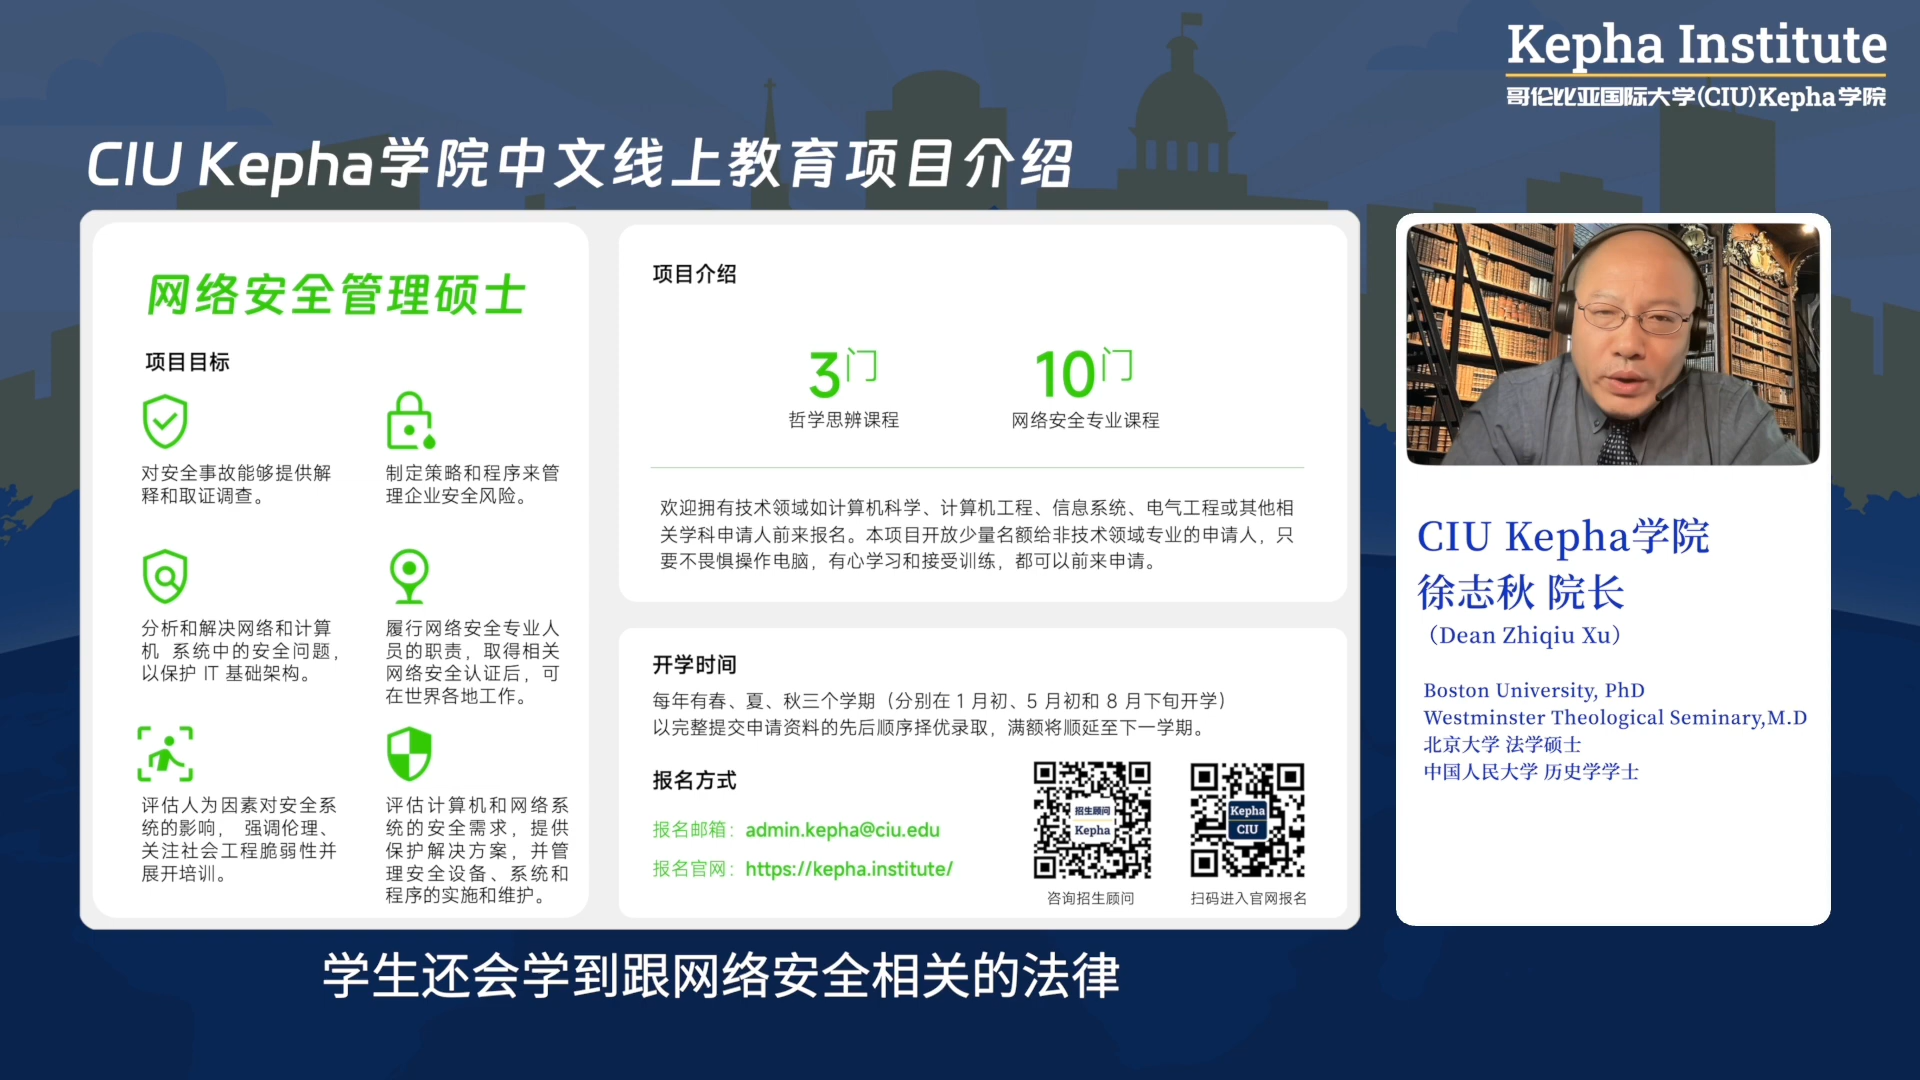 Kepha Institute
哥伦比亚国际大学(CIU)Kepha学院
CIU Kepha学院中文线上教育项目介绍
网络安全管理硕士
项目目标
对安全事故能够提供解
释和取证调查。
制定策略和程序来管
理企业安全风险。
分析和解决网络和计算
机 系统中的安全问题，
以保护 IT 基础架构。
履行网络安全专业人
员的职责，取得相关
网络安全认证后，可
在世界各地工作。
评估人为因素对安全系
统的影响， 强调伦理、
关注社会工程脆弱性并
展开培训。
评估计算机和网络系
统的安全需求，提供
保护解决方案，并管
理安全设备、系统和
程序的实施和维护。
项目介绍
3门
哲学思辨课程
10门
网络安全专业课程
欢迎拥有技术领域如计算机科学、计算机工程、信息系统、电气工程或其他相
关学科申请人前来报名。本项目开放少量名额给非技术领域专业的申请人，只
要不畏惧操作电脑，有心学习和接受训练，都可以前来申请。
开学时间
每年有春、夏、秋三个学期（分别在 1 月初、5 月初和 8 月下旬开学）
以完整提交申请资料的先后顺序择优录取，满额将顺延至下一学期。
报名方式
报名邮箱：admin.kepha@ciu.edu
报名官网：https://kepha.institute/
招生顾问
Kepha
咨询招生顾问
Kepha
CIU
扫码进入官网报名
CIU Kepha学院
徐志秋 院长
（Dean Zhiqiu Xu）
Boston University, PhD
Westminster Theological Seminary,M.D
北京大学 法学硕士
中国人民大学 历史学学士
学生还会学到跟网络安全相关的法律